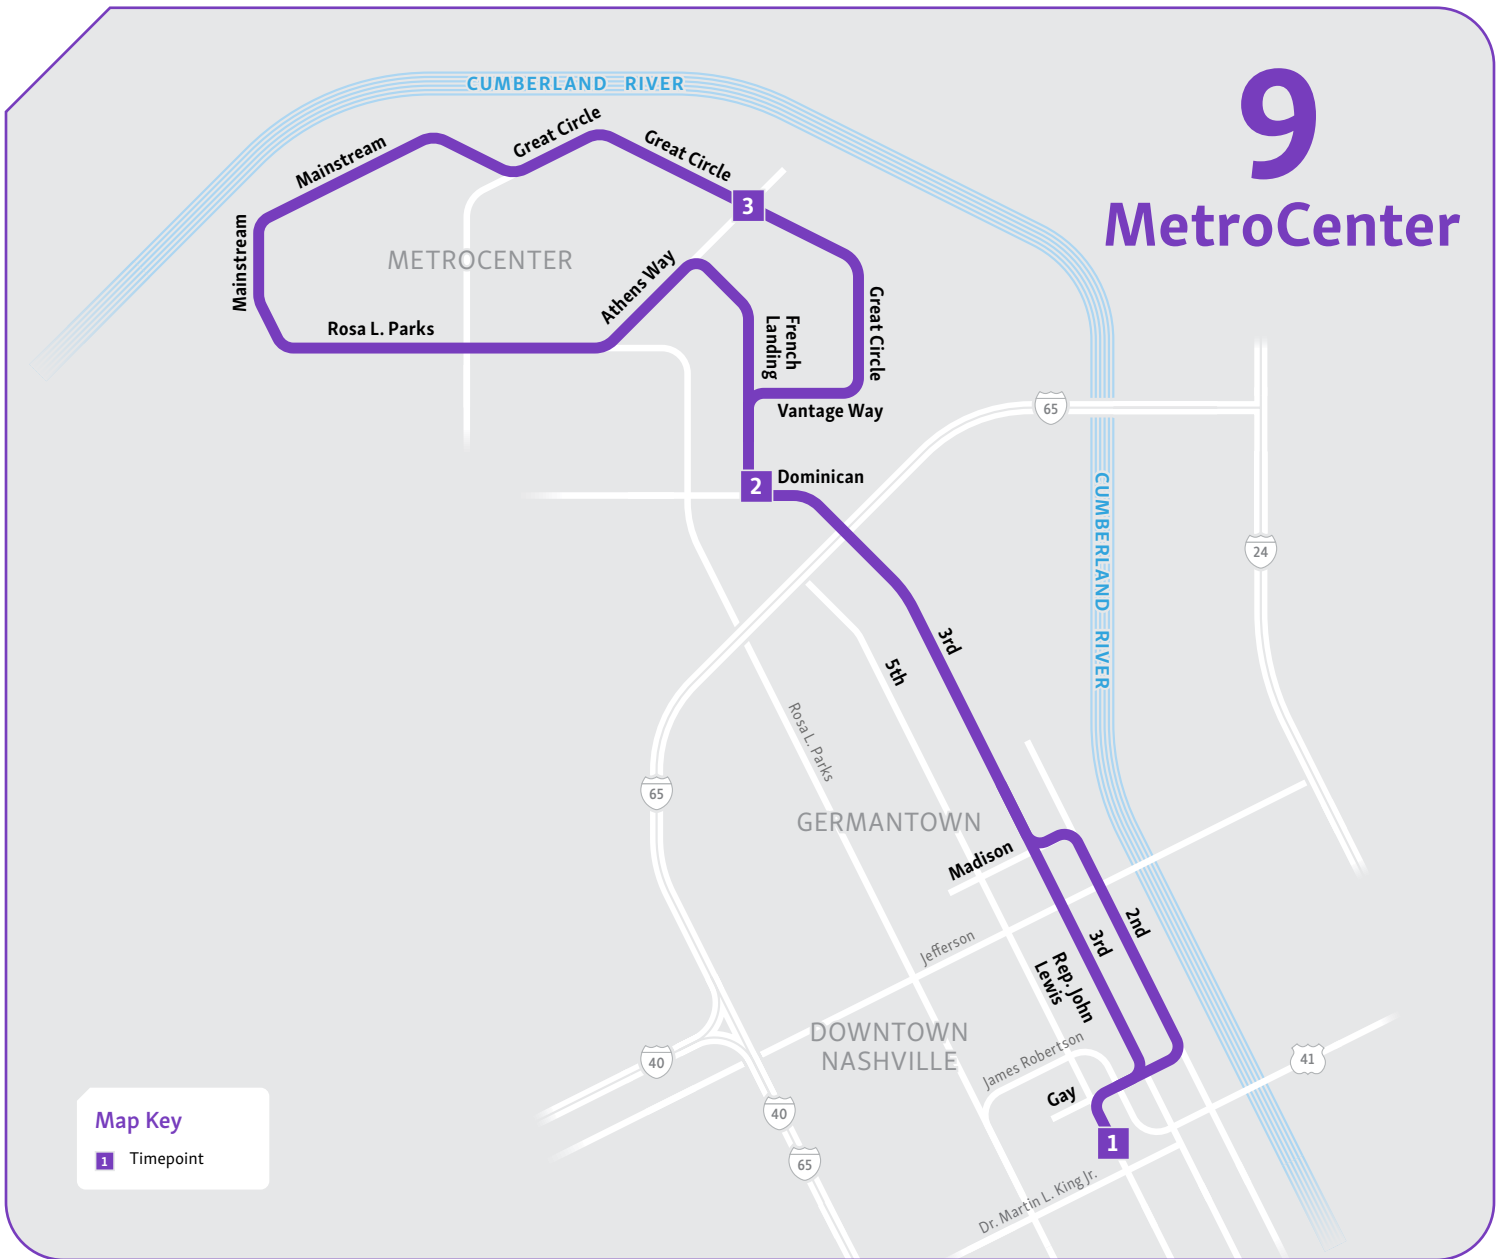 CUMBERLAND RIVER
9
MetroCenter
Great Circle
Great Circle
Mainstream
3
Mainstream
METROCENTER
Athens Way
Great Circle
Rosa L. Parks
French
Landing
Vantage Way
65
2
Dominican
CUMBERLAND RIVER
24
3rd
5th
Rosa L. Parks
65
GERMANTOWN
Madison
2nd
3rd
Jefferson
Rep. John
Lewis
DOWNTOWN
NASHVILLE
James Robertson
40
41
Gay
40
1
65
Dr. Martin L. King Jr.
Map Key
1 Timepoint